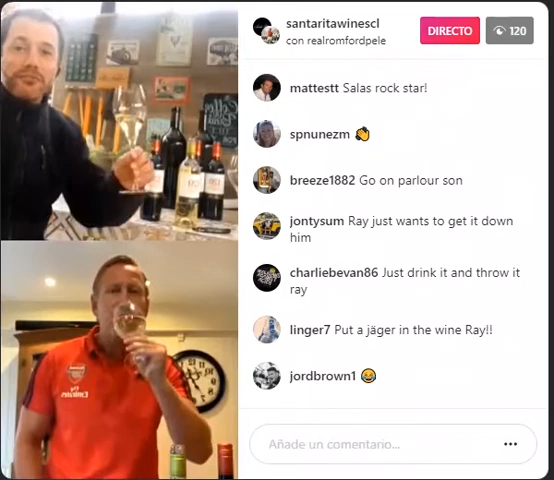 santaritawinescl
con realromfordpele
DIRECTO
120
mattestt Salas rock star!
spnunezm 👏
breeze1882 Go on parlour son
jontysum Ray just wants to get it down
him
charliebevan86 Just drink it and throw it
ray
linger7 Put a jäger in the wine Ray!!
jordbrown1 😂
Añade un comentario...
Arsenal
Emirates